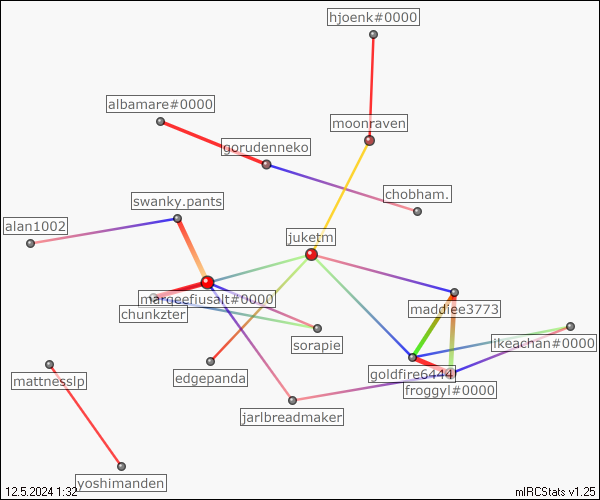 hjoenk#0000
albamare#0000
moonraven
gorudenneko
chobham.
swanky.pants
alan1002
juketm
marieefiusalt#0000
maddiee3773
chunkzter
sorapie
ikeachan#0000
goldfire6444
edgepanda
mattnesslp
froggyl#0000
jarlbreadmaker
yoshimanden
12.5.2024 1:32
mIRCStats v1.25